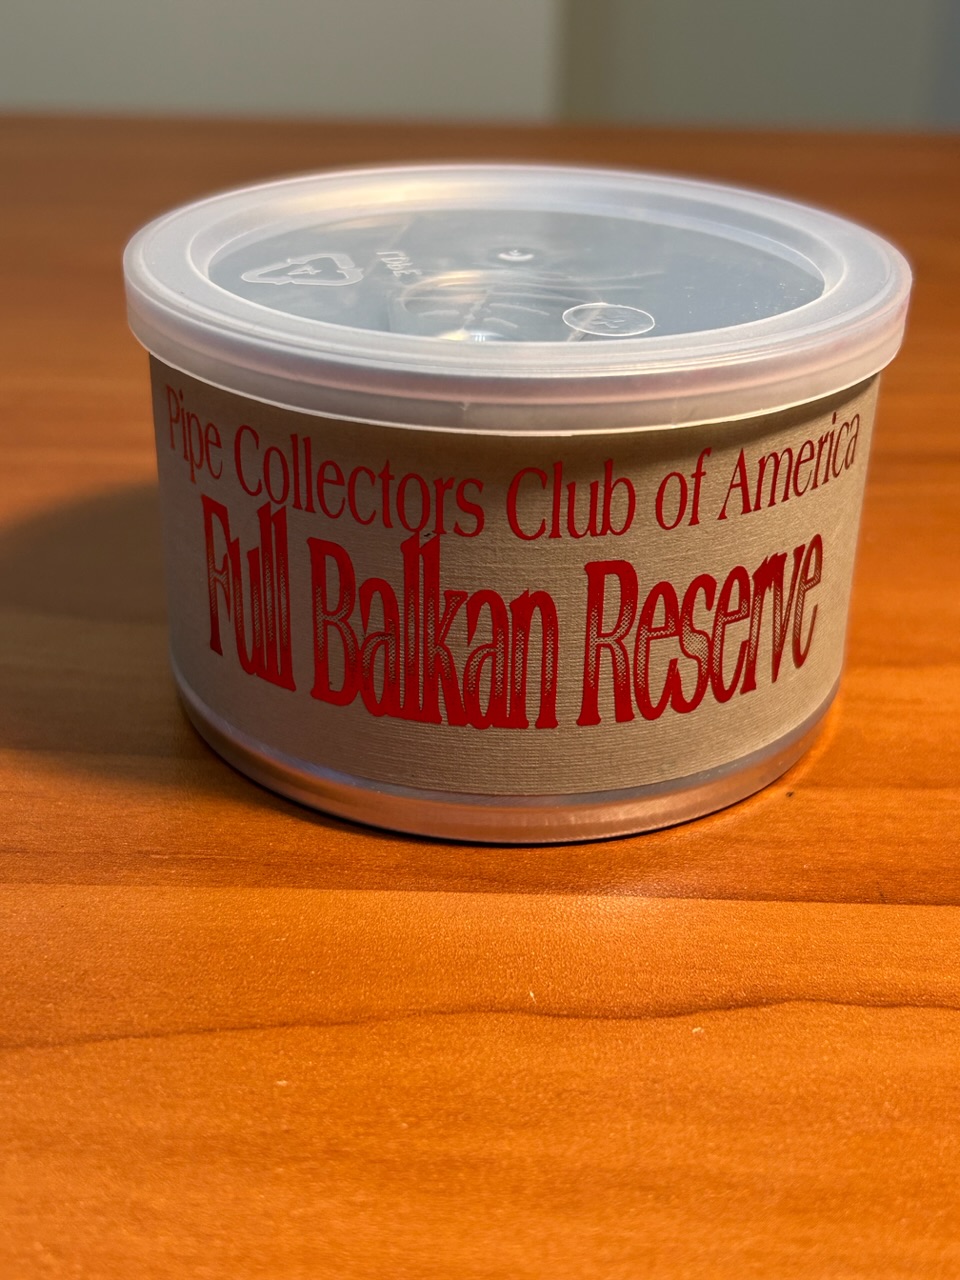 Pipe Collectors Club of America
Full Balkan Reserve